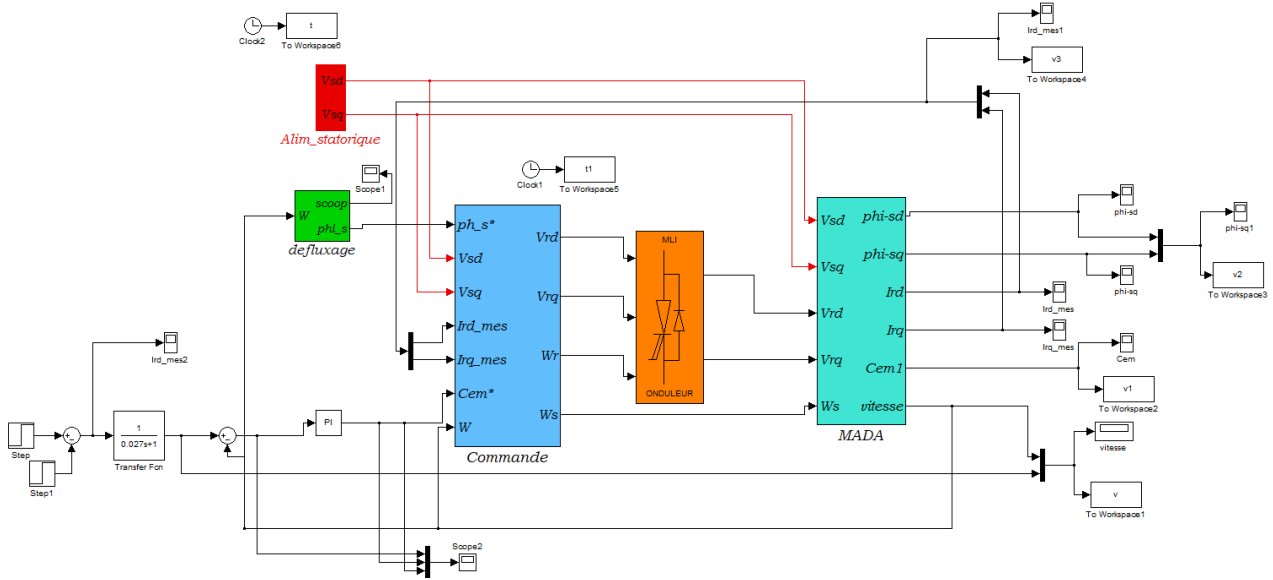 Clock2
t
To Workspace6
Ird_mes1
v3
To Workspace4
Vsd
Vsq
Alim_statorique
Scope1
Clock1
t1
To Workspace5
W
scoop
phi_s
defluxage
ph_s*
Vsd
Vsq
Ird_mes
Irq_mes
Cem*
W
Vrd
Vrq
Wr
Ws
Commande
MLI
ONDULEUR
Vsd
Vsq
Vrd
Vrq
Ws
phi-sd
phi-sq
Ird
Irq
Cem1
vitesse
MADA
phi-sd
phi-sq
phi-sq1
v2
To Workspace3
Ird_mes
Irq_mes
Cem
v1
To Workspace2
vitesse
v
To Workspace1
Ird_mes2
Step
Step1
1
0.027s+1
Transfer Fcn
PI
Scope2